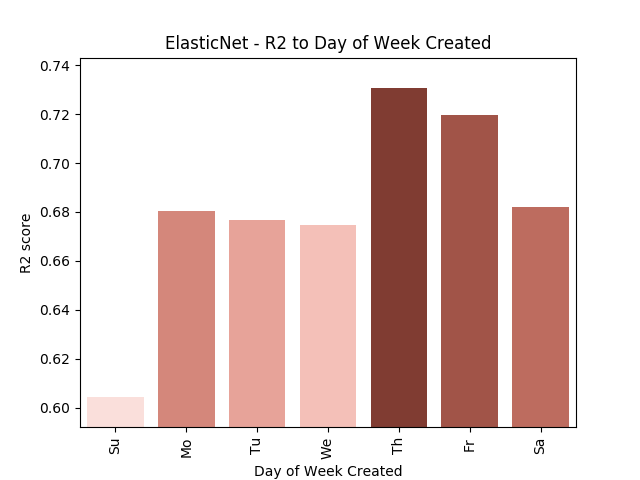 ElasticNet - R2 to Day of Week Created
0.74
0.72
0.70
0.68
0.66
0.64
0.62
0.60
R2 score
Su
Mo
Tu
We
Th
Fr
Sa
Day of Week Created